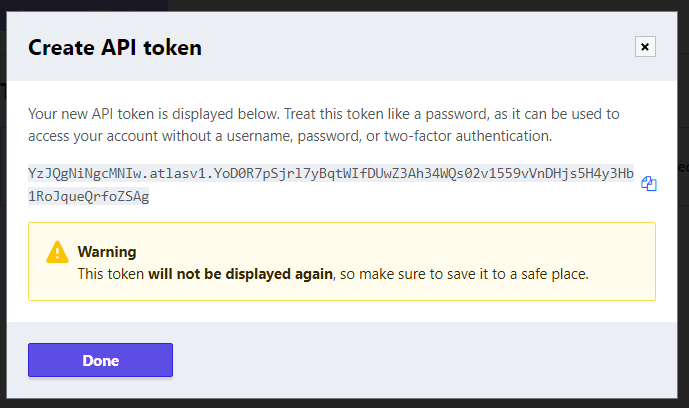 Create API token
Your new API token is displayed below. Treat this token like a password, as it can be used to
access your account without a username, password, or two-factor authentication.
YzJQgNiNgcMNIw.atlasv1.YoD0R7pSjrl7yBqtWIfDUwZ3Ah34WQs02v1559vVnDHjs5H4y3Hb
1RoJqueQrfoZSAg
Warning
This token will not be displayed again, so make sure to save it to a safe place.
Done